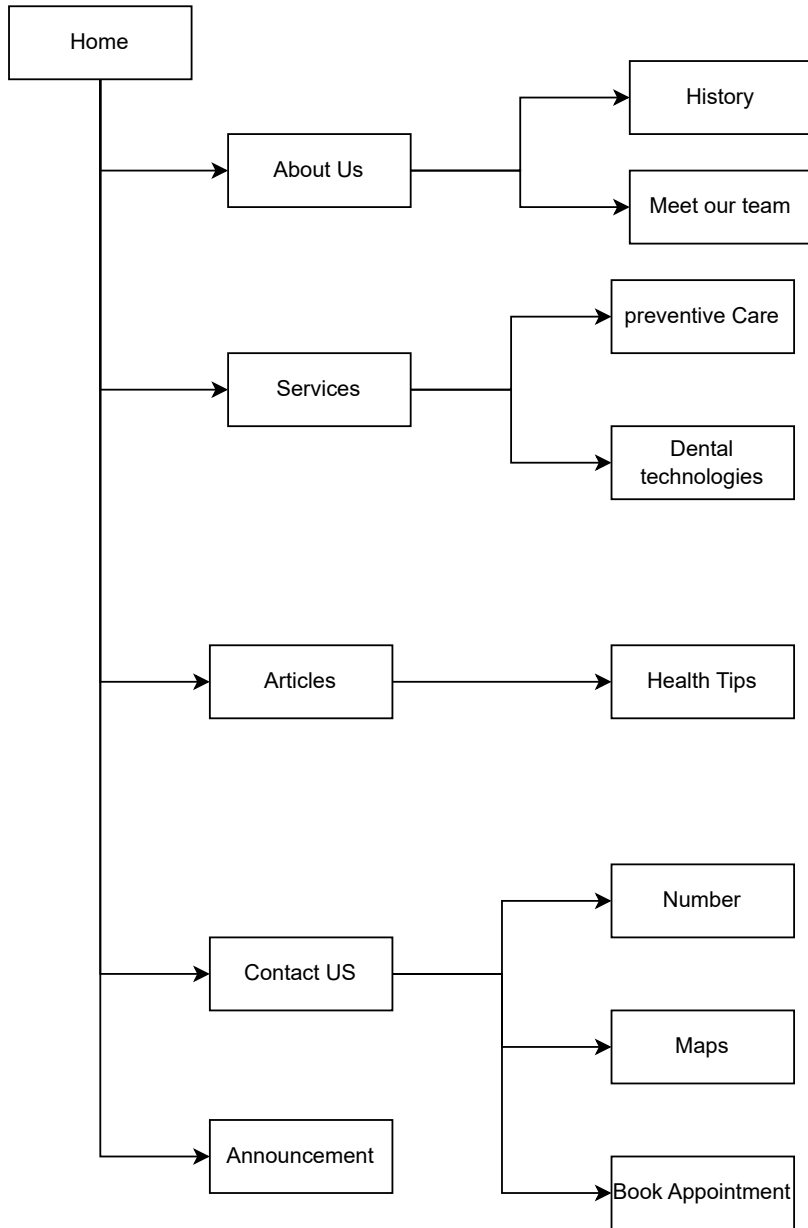 Home
History
About Us
Meet our team
preventive Care
Services
Dental
technologies
Articles
Health Tips
Number
Contact US
Maps
Announcement
Book Appointment